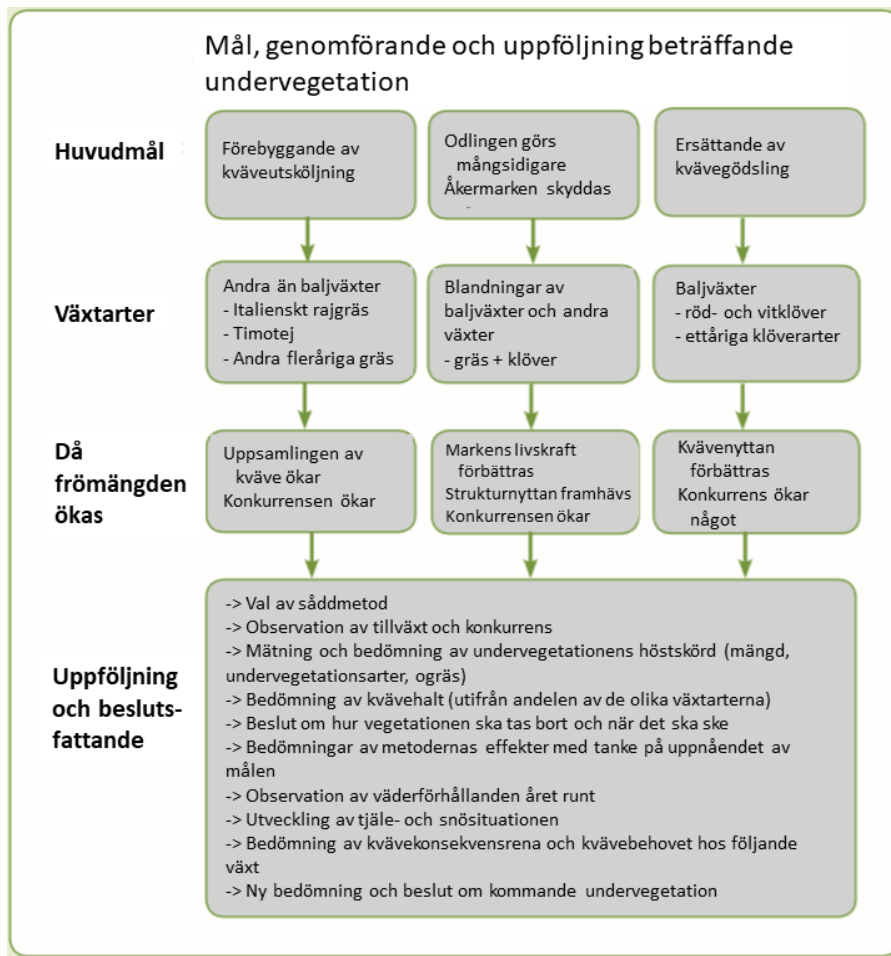 Mål, genomförande och uppföljning beträffande
undervegetation
Huvudmål
Förebyggande av
kväveutsköljning
Odlingen görs
mångsidigare
Åkermarken skyddas
Ersättande av
kvävegödsling
Växtarter
Andra än baljväxter
- Italienskt rajgräs
- Timotej
- Andra fleråriga gräs
Blandningar av
baljväxter och andra
växter
- gräs + klöver
Baljväxter
- röd- och vitklöver
- ettåriga klöverarter
Då
frömängden
ökas
Uppsamlingen av
kväve ökar
Konkurrensen ökar
Markens livskraft
förbättras
Strukturnyttan framhävs
Konkurrensen ökar
Kvävenyttan
förbättras
Konkurrens ökar
något
Uppföljning
och besluts-
fattande
-> Val av såddmetod
-> Observation av tillväxt och konkurrens
-> Mätning och bedömning av undervegetationens höstskörd (mängd,
undervegetationsarter, ogräs)
-> Bedömning av kvävehalt (utifrån andelen av de olika växtarterna)
-> Beslut om hur vegetationen ska tas bort och när det ska ske
-> Bedömningar av metodernas effekter med tanke på uppnåendet av
målen
-> Observation av väderförhållanden året runt
-> Utveckling av tjäle- och snösituationen
-> Bedömning av kvävekonsekvensrena och kvävebehovet hos följande
växt
-> Ny bedömning och beslut om kommande undervegetation